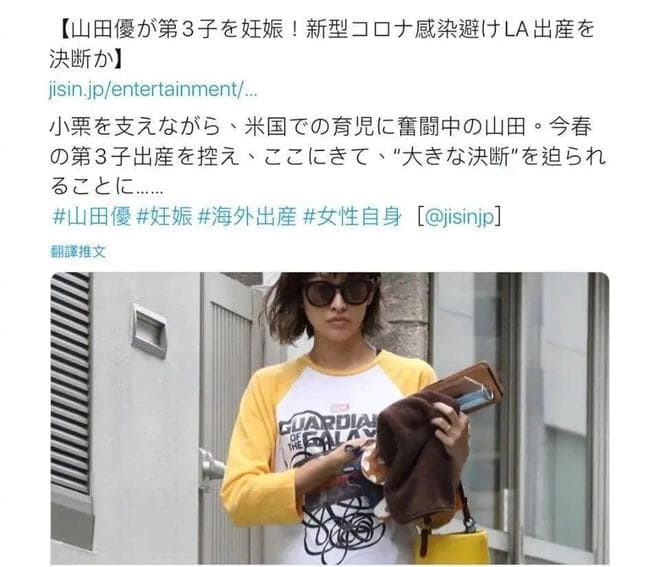 【山田優が第3子を妊娠！新型コロナ感染避けLA出産を
決断か】
jisin.jp/entertainment/...
小栗を支えながら、米国での育児に奮闘中の山田。今春
の第3子出産を控え、ここにきて、“大きな決断”を迫られ
ることに......
#山田優 #妊娠 #海外出産 #女性自身 [@jisinjp]
翻譯推文
MARVEL
GUARDIA
OF THE GALAX